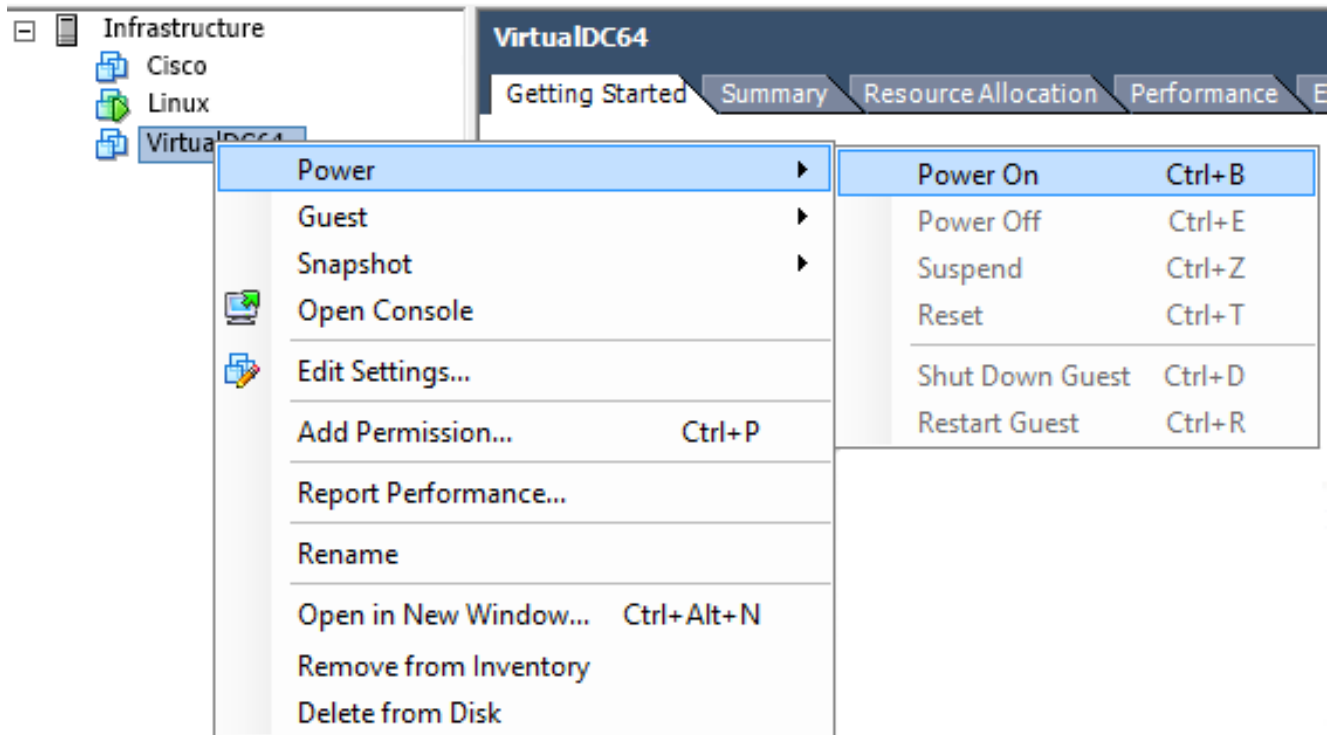 Infrastructure
Cisco
Linux
VirtualDC64
VirtualDC64
Getting Started Summary Resource Allocation Performance
Power
Guest
Snapshot
Open Console
Edit Settings...
Add Permission... Ctrl+P
Report Performance...
Rename
Open in New Window... Ctrl+Alt+N
Remove from Inventory
Delete from Disk
Power On Ctrl+B
Power Off Ctrl+E
Suspend Ctrl+Z
Reset Ctrl+T
Shut Down Guest Ctrl+D
Restart Guest Ctrl+R